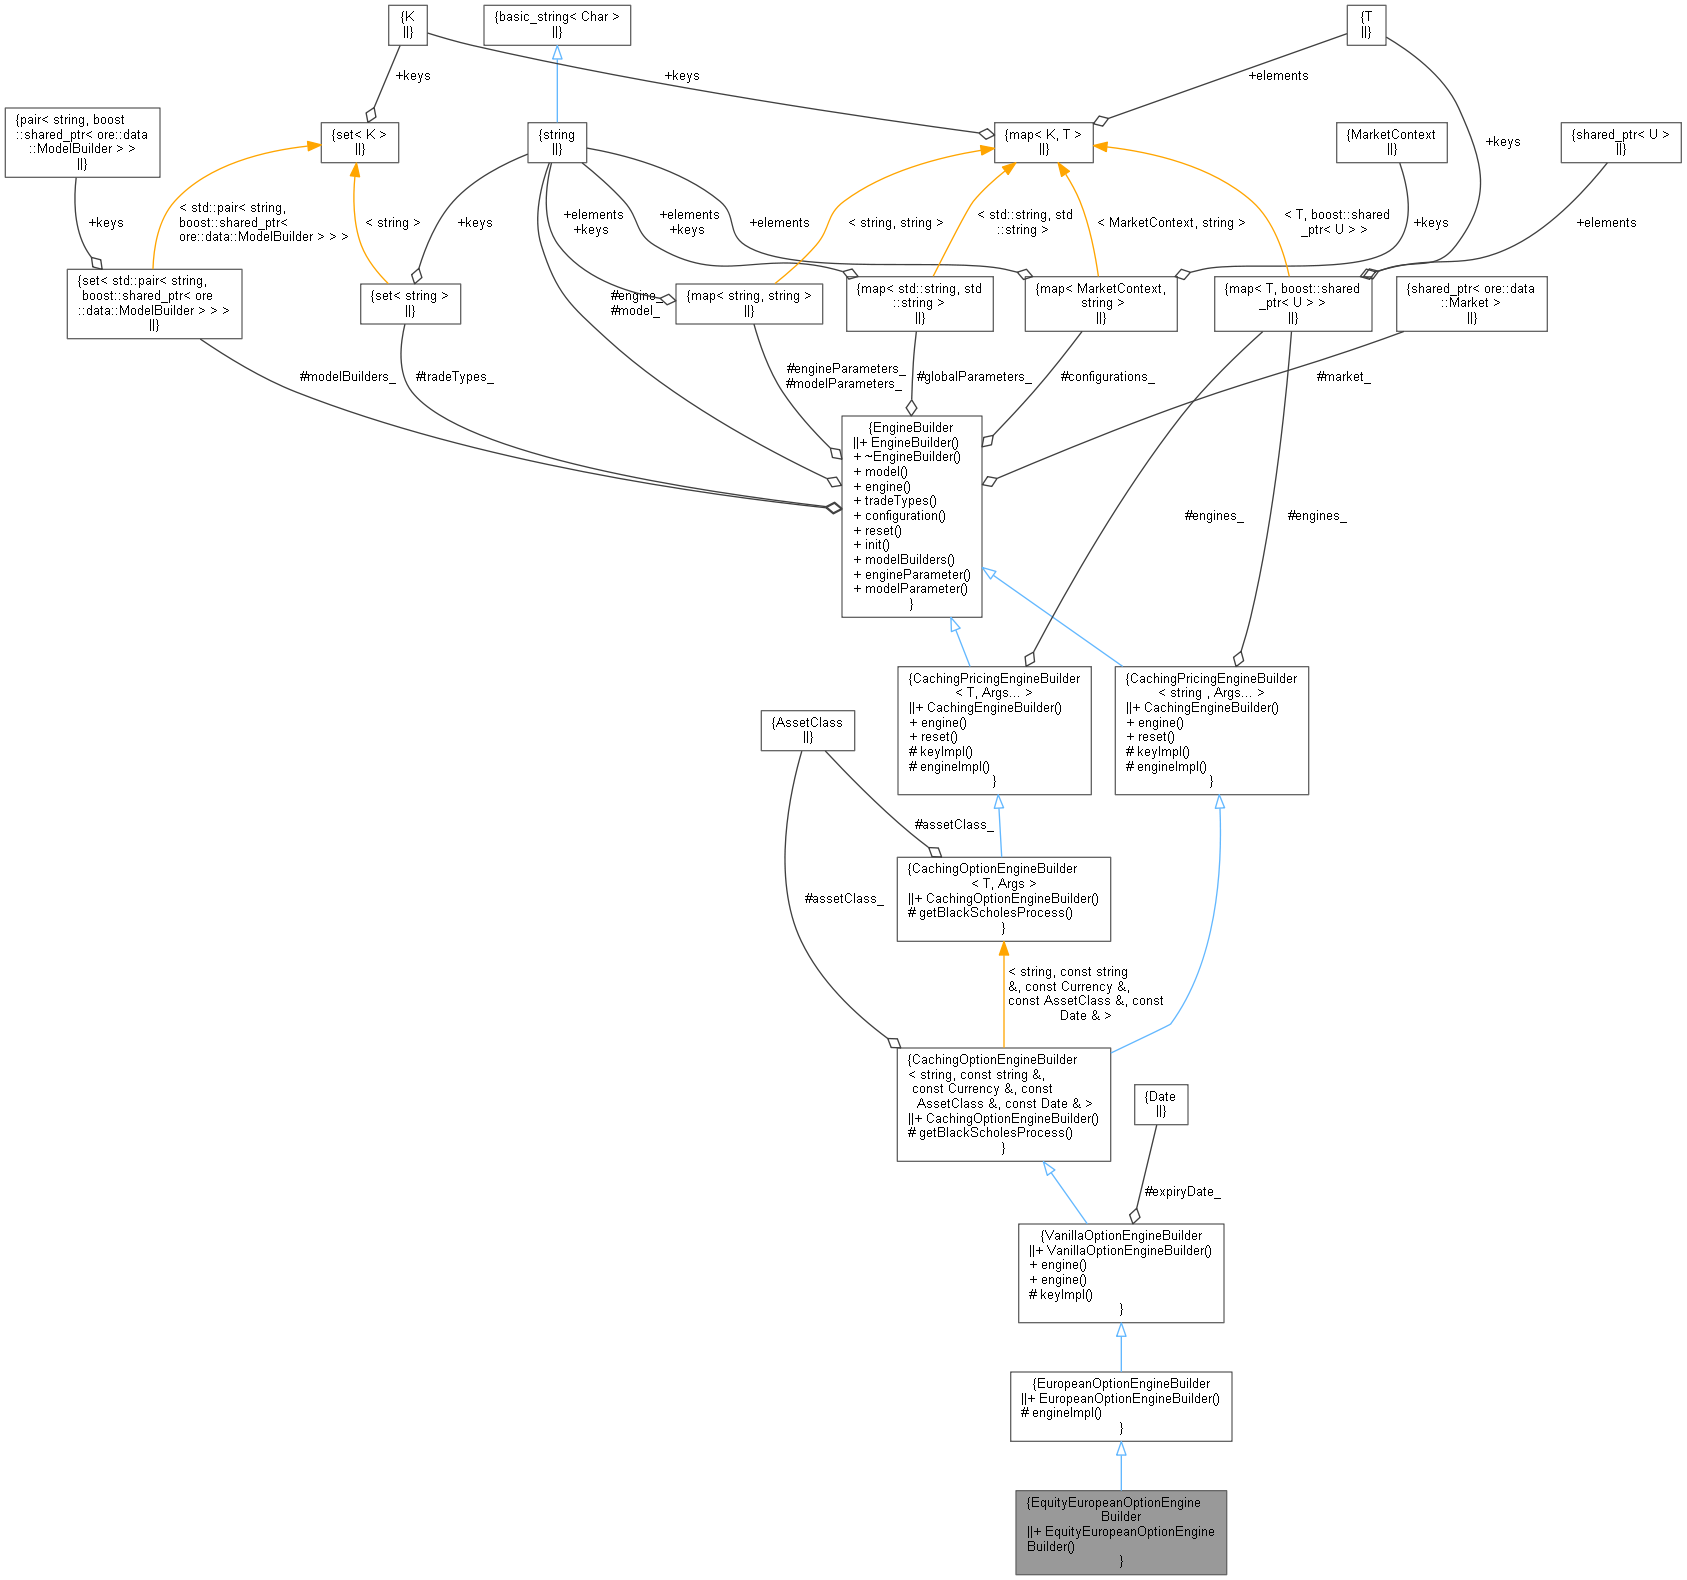 {K
||}
{basic_string< Char >
||}
{T
||}
+keys
+keys
+elements
{pair< string, boost
::shared_ptr< ore::data
::ModelBuilder > >
||}
{set< K >
||}
{string
||}
{map< K, T >
||}
{MarketContext
||}
+keys
{shared_ptr< U >
||}
+keys
< std::pair< string,
boost::shared_ptr<
ore::data::ModelBuilder > > >
< string >
+keys
+elements
+keys
+elements
+keys
+elements
< string, string >
< std::string, std
::string >
< MarketContext, string >
< T, boost::shared
_ptr< U > >
+keys
+elements
{set< std::pair< string,
boost::shared_ptr< ore
::data::ModelBuilder > > >
||}
{set< string >
||}
#engine_
#model_
{map< string, string >
||}
{map< std::string, std
::string >
||}
{map< MarketContext,
string >
||}
{map< T, boost::shared
_ptr< U > >
||}
{shared_ptr< ore::data
::Market >
||}
#modelBuilders_
#tradeTypes_
#engineParameters_
#modelParameters_
#globalParameters_
#configurations_
#market_
{EngineBuilder
||+ EngineBuilder()
+ ~EngineBuilder()
+ model()
+ engine()
+ tradeTypes()
+ configuration()
+ reset()
+ init()
+ modelBuilders()
+ engineParameter()
+ modelParameter()
}
#engines_
#engines_
{CachingPricingEngineBuilder
< T, Args... >
||+ CachingEngineBuilder()
+ engine()
+ reset()
# keyImpl()
# engineImpl()
}
{CachingPricingEngineBuilder
< string , Args... >
||+ CachingEngineBuilder()
+ engine()
+ reset()
# keyImpl()
# engineImpl()
}
{AssetClass
||}
#assetClass_
#assetClass_
{CachingOptionEngineBuilder
< T, Args >
||+ CachingOptionEngineBuilder()
# getBlackScholesProcess()
}
< string, const string
&, const Currency &,
const AssetClass &, const
Date & >
{CachingOptionEngineBuilder
< string, const string &,
const Currency &, const
AssetClass &, const Date & >
||+ CachingOptionEngineBuilder()
# getBlackScholesProcess()
}
{Date
||}
#expiryDate_
{VanillaOptionEngineBuilder
||+ VanillaOptionEngineBuilder()
+ engine()
+ engine()
# keyImpl()
}
{EuropeanOptionEngineBuilder
||+ EuropeanOptionEngineBuilder()
# engineImpl()
}
{EquityEuropeanOptionEngine
Builder
||+ EquityEuropeanOptionEngine
Builder()
}